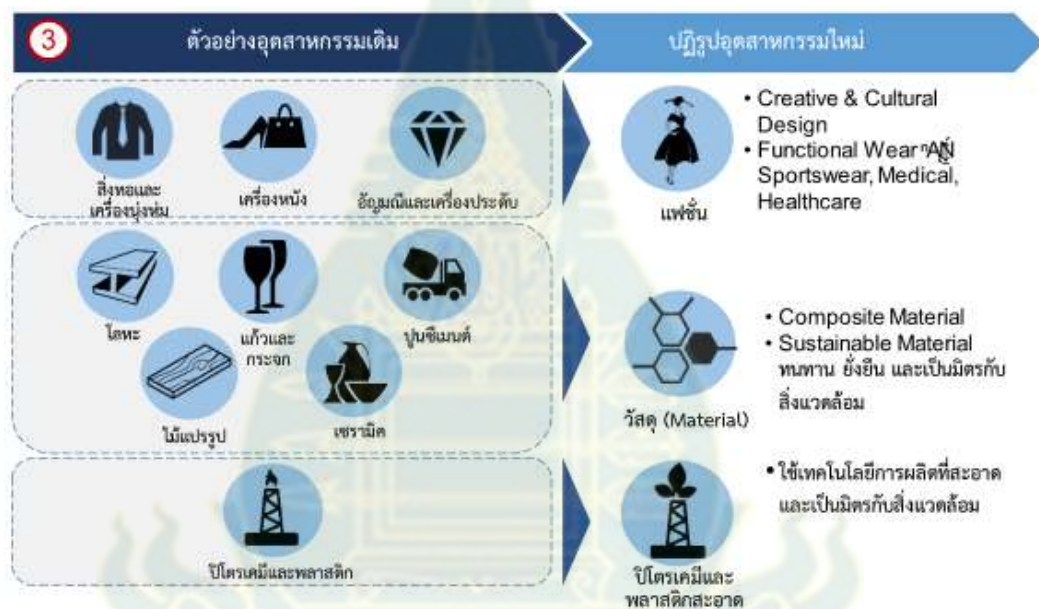 3
ตัวอย่างอุตสาหกรรมเดิม
ปฏิรูปอุตสาหกรรมใหม่
สิ่งทอและ
เครื่องนุ่งห่ม
เครื่องหนัง
อัญมณีและเครื่องประดับ
• Creative & Cultural
Design
• Functional Wear
Sportswear, Medical,
Healthcare
แฟชั่น
โลหะ
แก้วและ
กระจก
ปูนซีเมนต์
ไม้แปรรูป
เซรามิค
• Composite Material
• Sustainable Material
ทนทาน ยั่งยืน และเป็นมิตรกับ
สิ่งแวดล้อม
วัสดุ (Material)
ปิโตรเคมีและพลาสติก
• ใช้เทคโนโลยีการผลิตที่สะอาด
และเป็นมิตรกับสิ่งแวดล้อม
ปิโตรเคมีและ
พลาสติกสะอาด